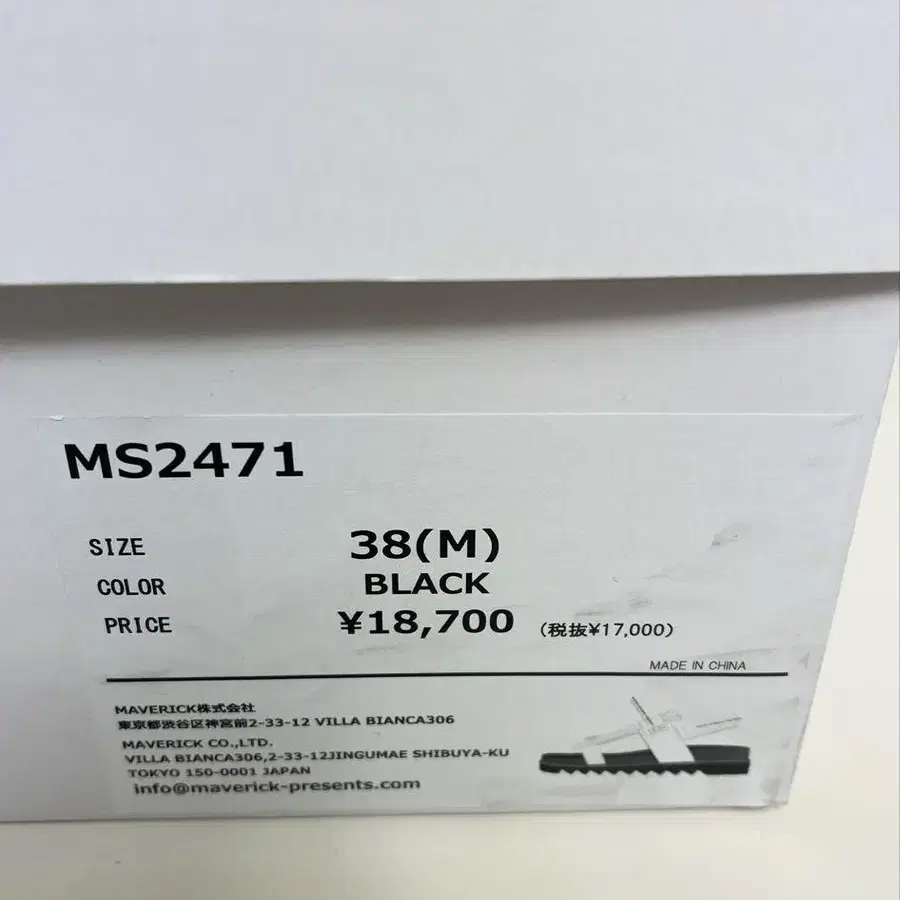 MS2471
SIZE 38(M)
COLOR BLACK
PRICE ¥18,700 (税抜¥17,000)
MADE IN CHINA
MAVERICK株式会社
東京都渋谷区神宮前2-33-12 VILLA BIANCA306
MAVERICK CO.,LTD.
VILLA BIANCA306,2-33-12JINGUMAE SHIBUYA-KU
TOKYO 150-0001 JAPAN
info@maverick-presents.com